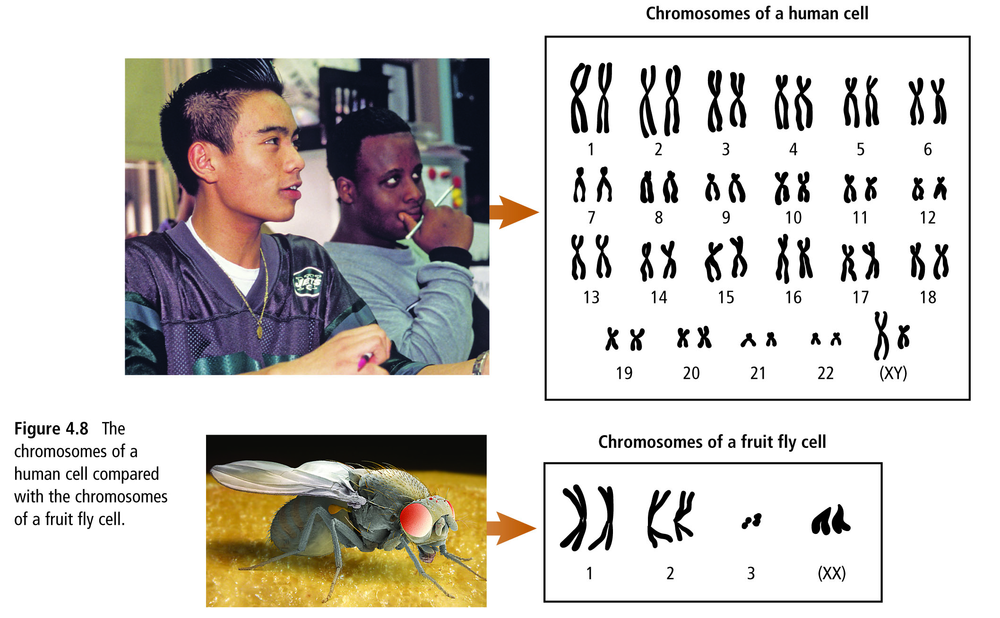 Chromosomes of a human cell
1 2 3 4 5 6
7 8 9 10 11 12
13 14 15 16 17 18
19 20 21 22 (XY)
JETS
NY
Figure 4.8 The
chromosomes of a
human cell compared
with the chromosomes
of a fruit fly cell.
Chromosomes of a fruit fly cell
1 2 3 (XX)